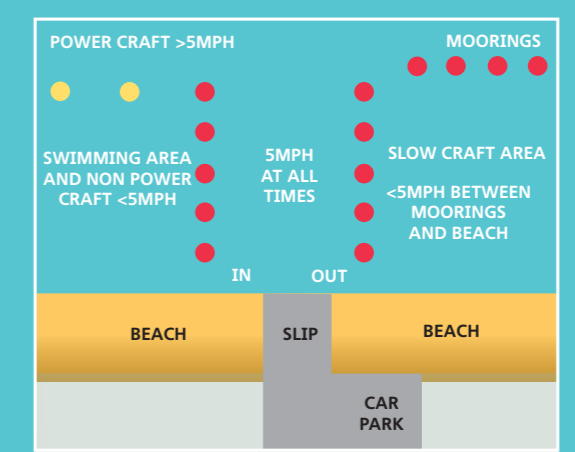 POWER CRAFT >5MPH
MOORINGS
SWIMMING AREA
AND NON POWER
CRAFT <5MPH
5MPH
AT ALL
TIMES
SLOW CRAFT AREA
<5MPH BETWEEN
MOORINGS
AND BEACH
IN
OUT
BEACH
SLIP
BEACH
CAR
PARK